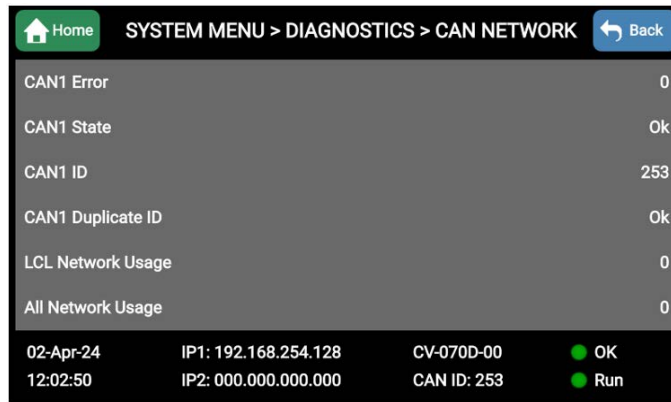 Home SYSTEM MENU > DIAGNOSTICS > CAN NETWORK Back
CAN1 Error 0
CAN1 State Ok
CAN1 ID 253
CAN1 Duplicate ID Ok
LCL Network Usage 0
All Network Usage 0
02-Apr-24 IP1: 192.168.254.128 CV-070D-00 OK
12:02:50 IP2: 000.000.000.000 CAN ID: 253 Run